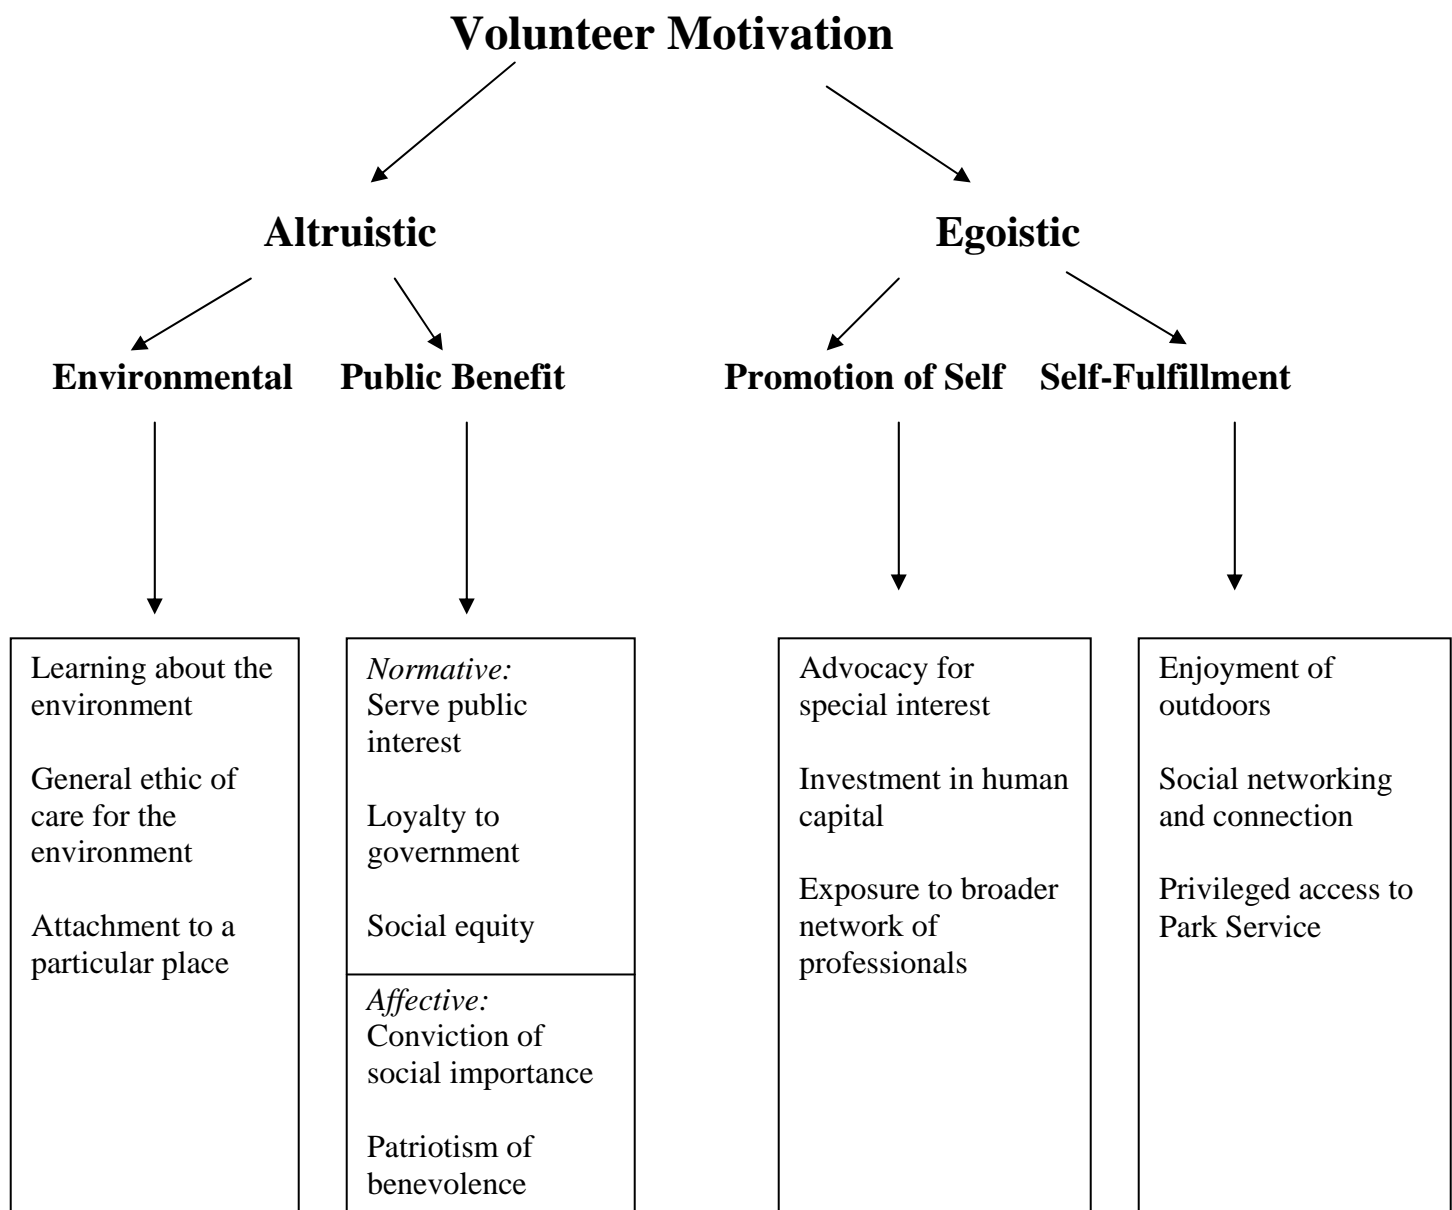 Volunteer Motivation
Altruistic
Egoistic
Environmental
Public Benefit
Promotion of Self
Self-Fulfillment
Learning about the
environment
General ethic of
care for the
environment
Attachment to a
particular place
Normative:
Serve public
interest
Loyalty to
government
Social equity
Affective:
Conviction of
social importance
Patriotism of
benevolence
Advocacy for
special interest
Investment in human
capital
Exposure to broader
network of
professionals
Enjoyment of
outdoors
Social networking
and connection
Privileged access to
Park Service